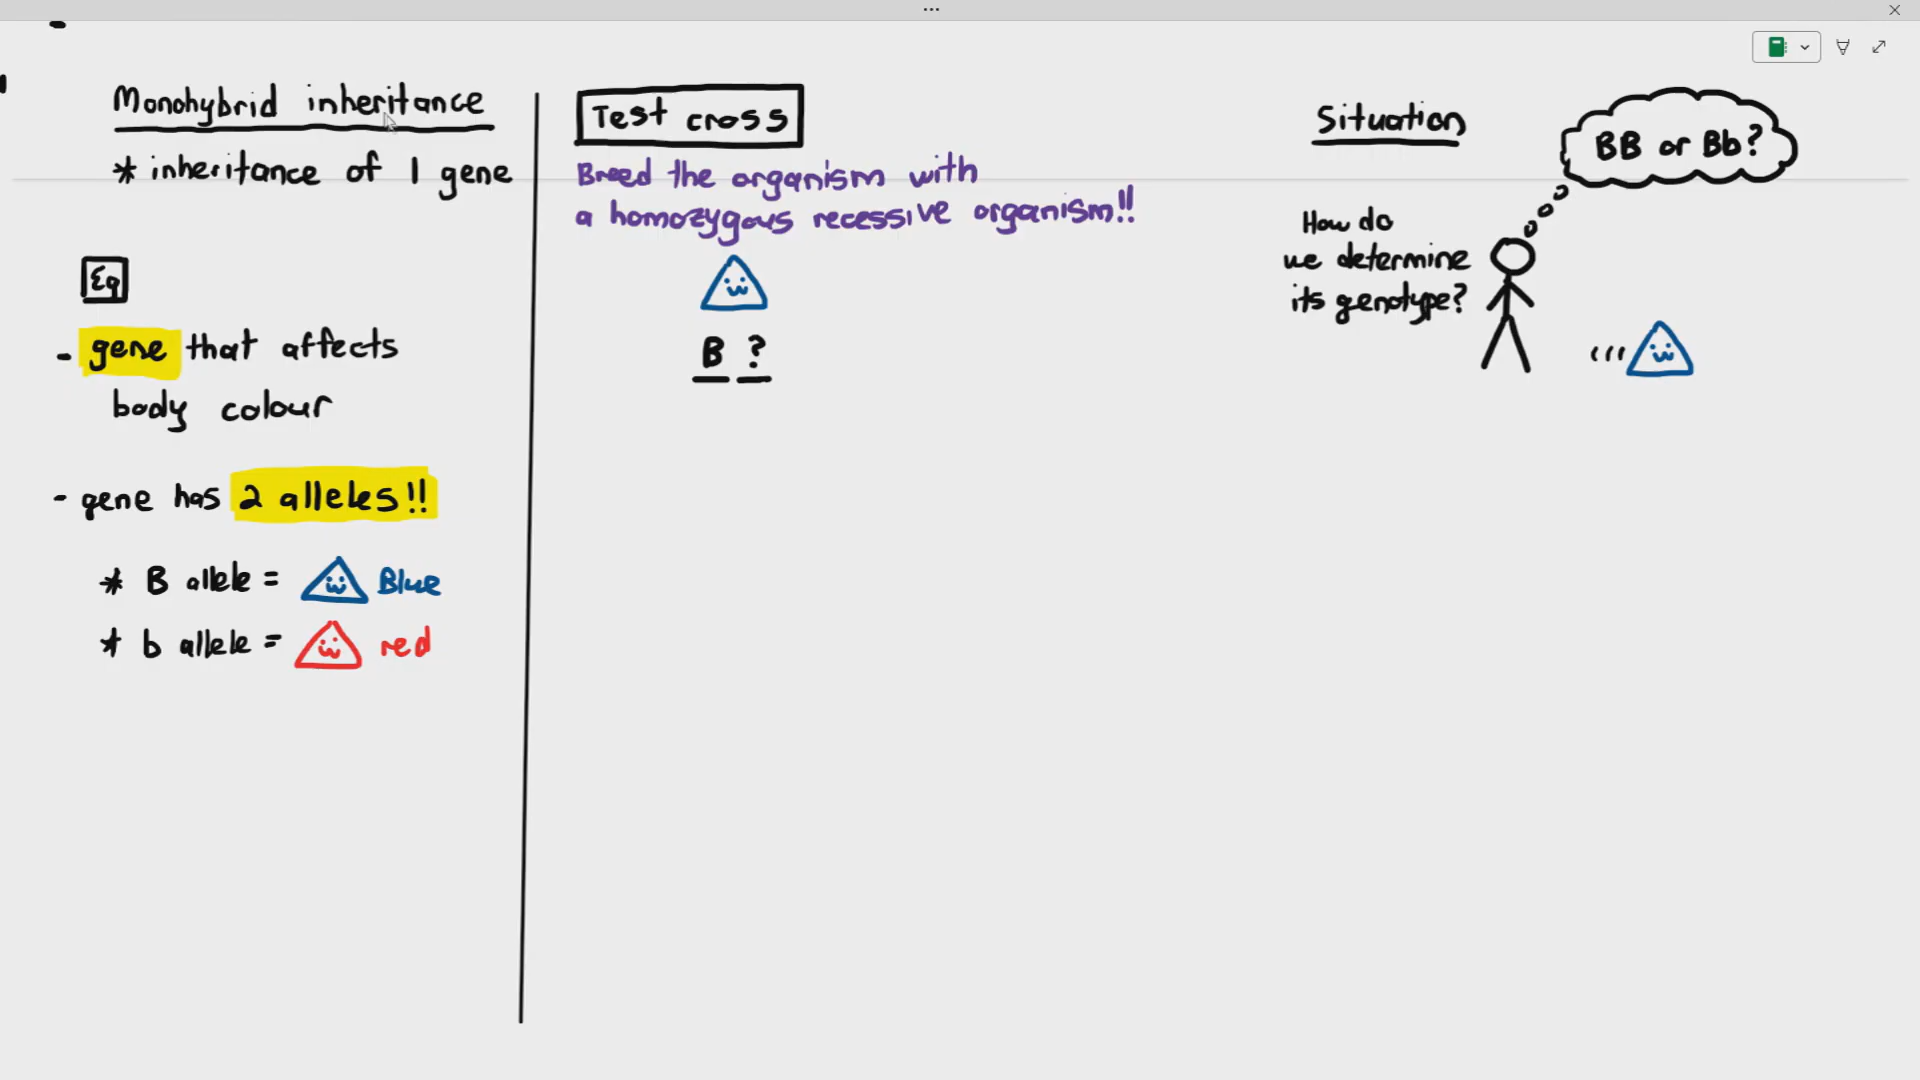 Monohybrid inheritance
* inheritance of 1 gene
Eg
- gene that affects
body colour
- gene has 2 alleles!!
* B allele = Blue
* b allele = red
Test cross
Breed the organism with
a homozygous recessive organism!!
B ?
Situation
BB or Bb?
How do
we determine
its genotype?